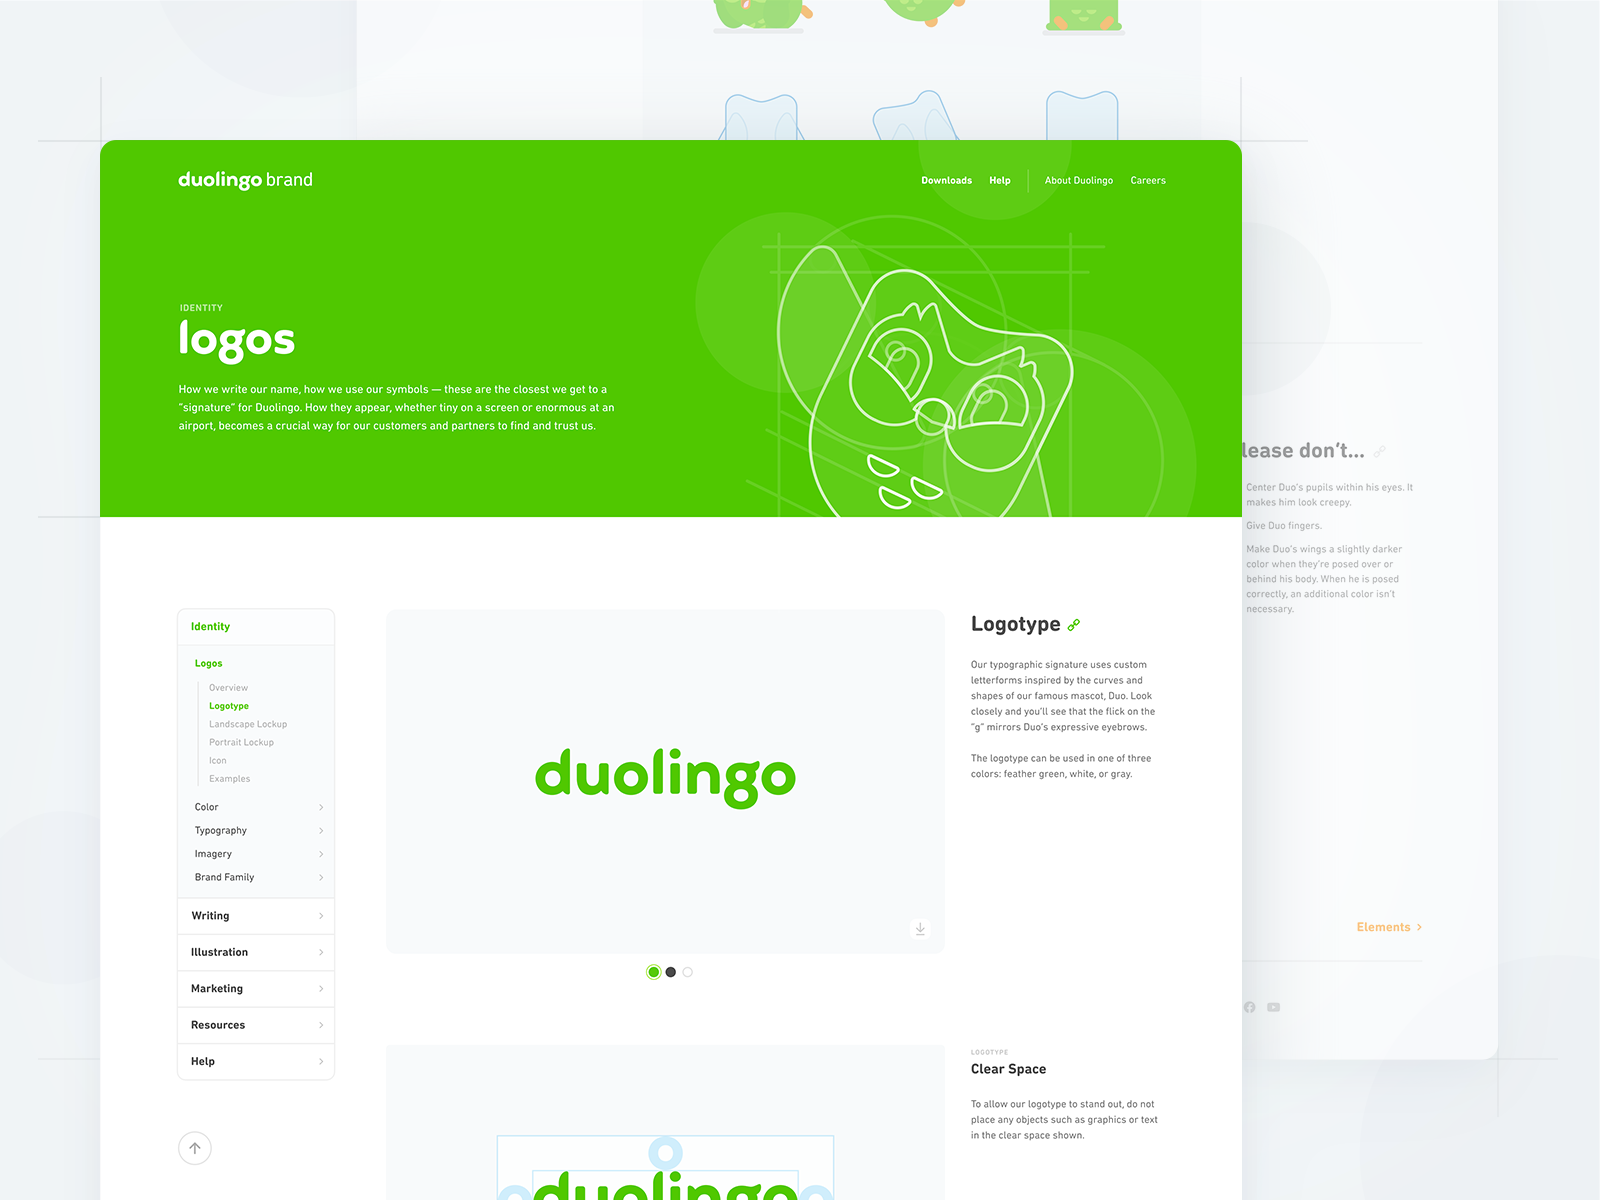 duolingo brand
Downloads
Help
About Duolingo
Careers
IDENTITY
logos
How we write our name, how we use our symbols — these are the closest we get to a
"signature" for Duolingo. How they appear, whether tiny on a screen or enormous at an
airport, becomes a crucial way for our customers and partners to find and trust us.
Identity
Logos
Overview
Logotype
Landscape Lockup
Portrait Lockup
Icon
Examples
Color
Typography
Imagery
Brand Family
Writing
Illustration
Marketing
Resources
Help
duolingo
Logotype
Our typographic signature uses custom
letterforms inspired by the curves and
shapes of our famous mascot, Duo. Look
closely and you'll see that the flick on the
"g" mirrors Duo's expressive eyebrows.
The logotype can be used in one of three
colors: feather green, white, or gray.
LOGOTYPE
Clear Space
To allow our logotype to stand out, do not
place any objects such as graphics or text
in the clear space shown.
duolingo
lease don't...
Center Duo's pupils within his eyes. It
makes him look creepy.
Give Duo fingers.
Make Duo's wings a slightly darker
color when they're posed over or
behind his body. When he is posed
correctly, an additional color isn't
necessary.
Elements